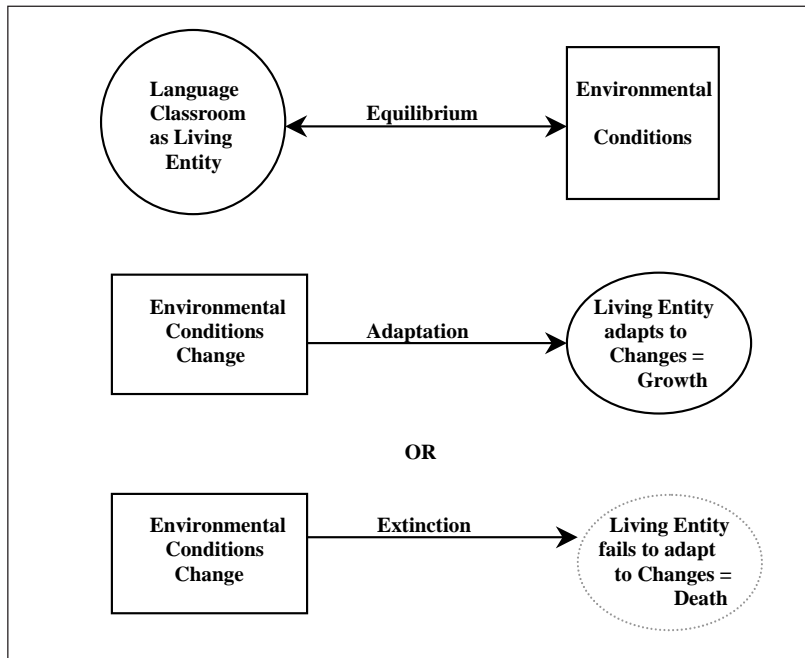 Language
Classroom
as Living
Entity
Equilibrium
Environmental
Conditions
Environmental
Conditions
Change
Adaptation
Living Entity
adapts to
Changes =
Growth
OR
Environmental
Conditions
Change
Extinction
Living Entity
fails to adapt
to Changes =
Death